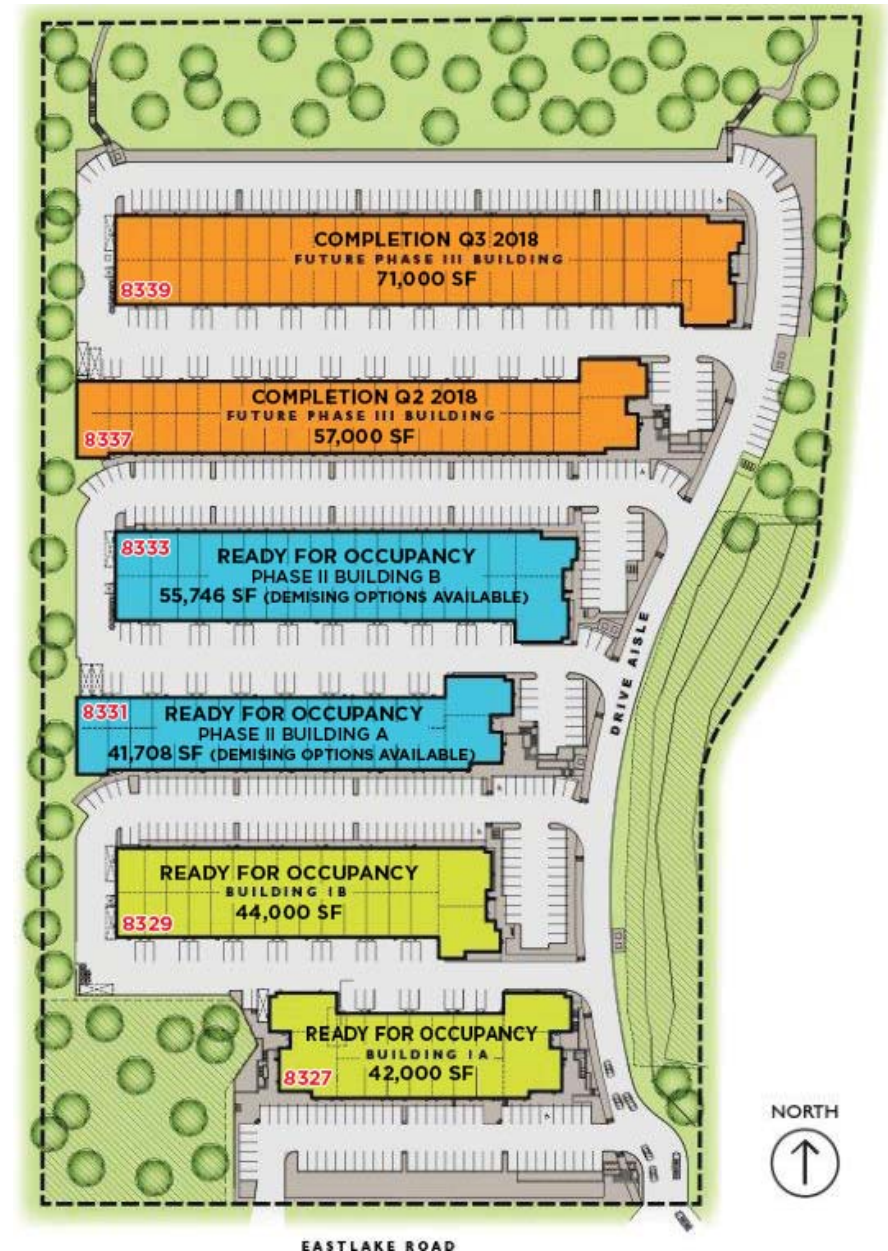 COMPLETION Q3 2018
FUTURE PHASE III BUILDING
71,000 SF
8339
COMPLETION Q2 2018
FUTURE PHASE III BUILDING
57,000 SF
8337
8333
READY FOR OCCUPANCY
PHASE II BUILDING B
55,746 SF (DEMISING OPTIONS AVAILABLE)
DRIVE AISLE
8331
READY FOR OCCUPANCY
PHASE II BUILDING A
41,708 SF (DEMISING OPTIONS AVAILABLE)
READY FOR OCCUPANCY
BUILDING 1B
44,000 SF
8329
READY FOR OCCUPANCY
BUILDING 1A
42,000 SF
8327
NORTH
EASTLAKE ROAD